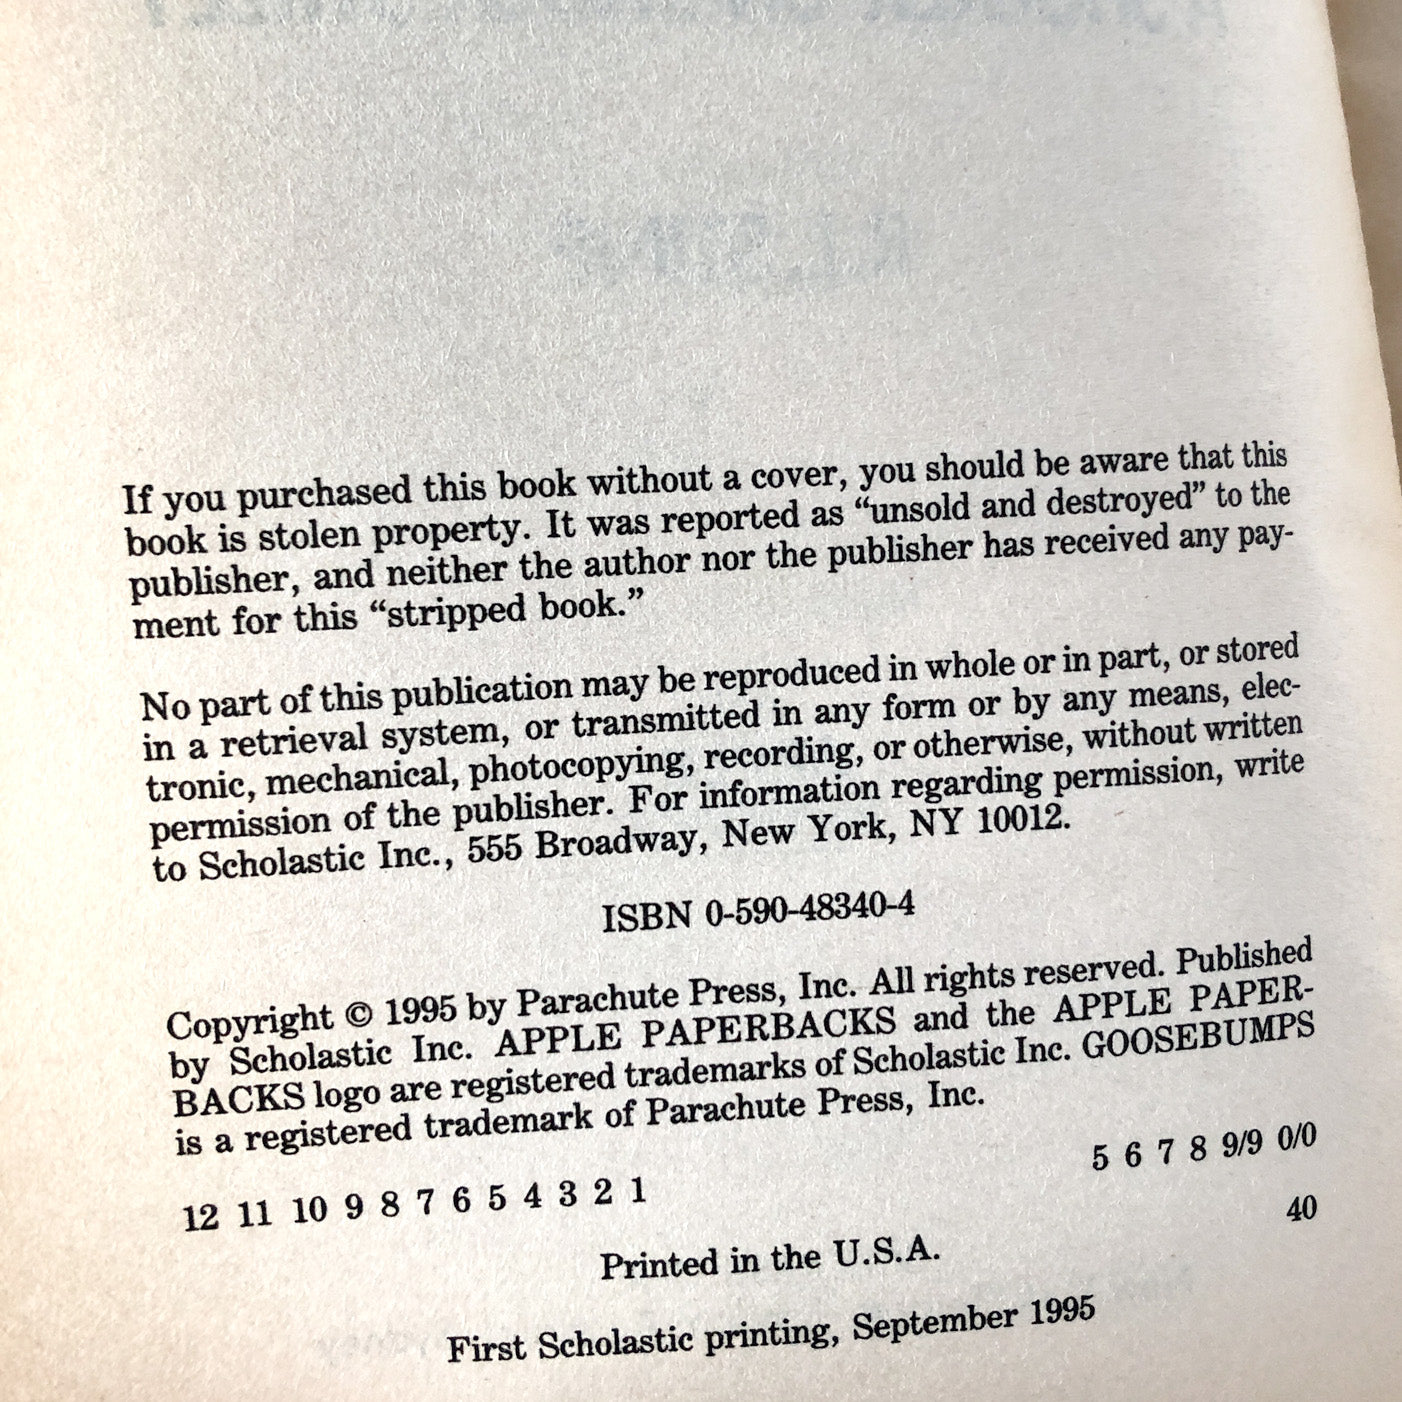 If you purchased this book without a cover, you should be aware that this
book is stolen property. It was reported as “unsold and destroyed” to the
publisher, and neither the author nor the publisher has received any pay-
ment for this “stripped book.”
No part of this publication may be reproduced in whole or in part, or stored
in a retrieval system, or transmitted in any form or by any means, elec-
tronic, mechanical, photocopying, recording, or otherwise, without written
permission of the publisher. For information regarding permission, write
to Scholastic Inc., 555 Broadway, New York, NY 10012.
ISBN 0-590-48340-4
Copyright © 1995 by Parachute Press, Inc. All rights reserved. Published
by Scholastic Inc. APPLE PAPERBACKS and the APPLE PAPER-
BACKS logo are registered trademarks of Scholastic Inc. GOOSEBUMPS
is a registered trademark of Parachute Press, Inc.
12 11 10 9 8 7 6 5 4 3 2 1 5 6 7 8 9/9 0/0
40
Printed in the U.S.A.
First Scholastic printing, September 1995